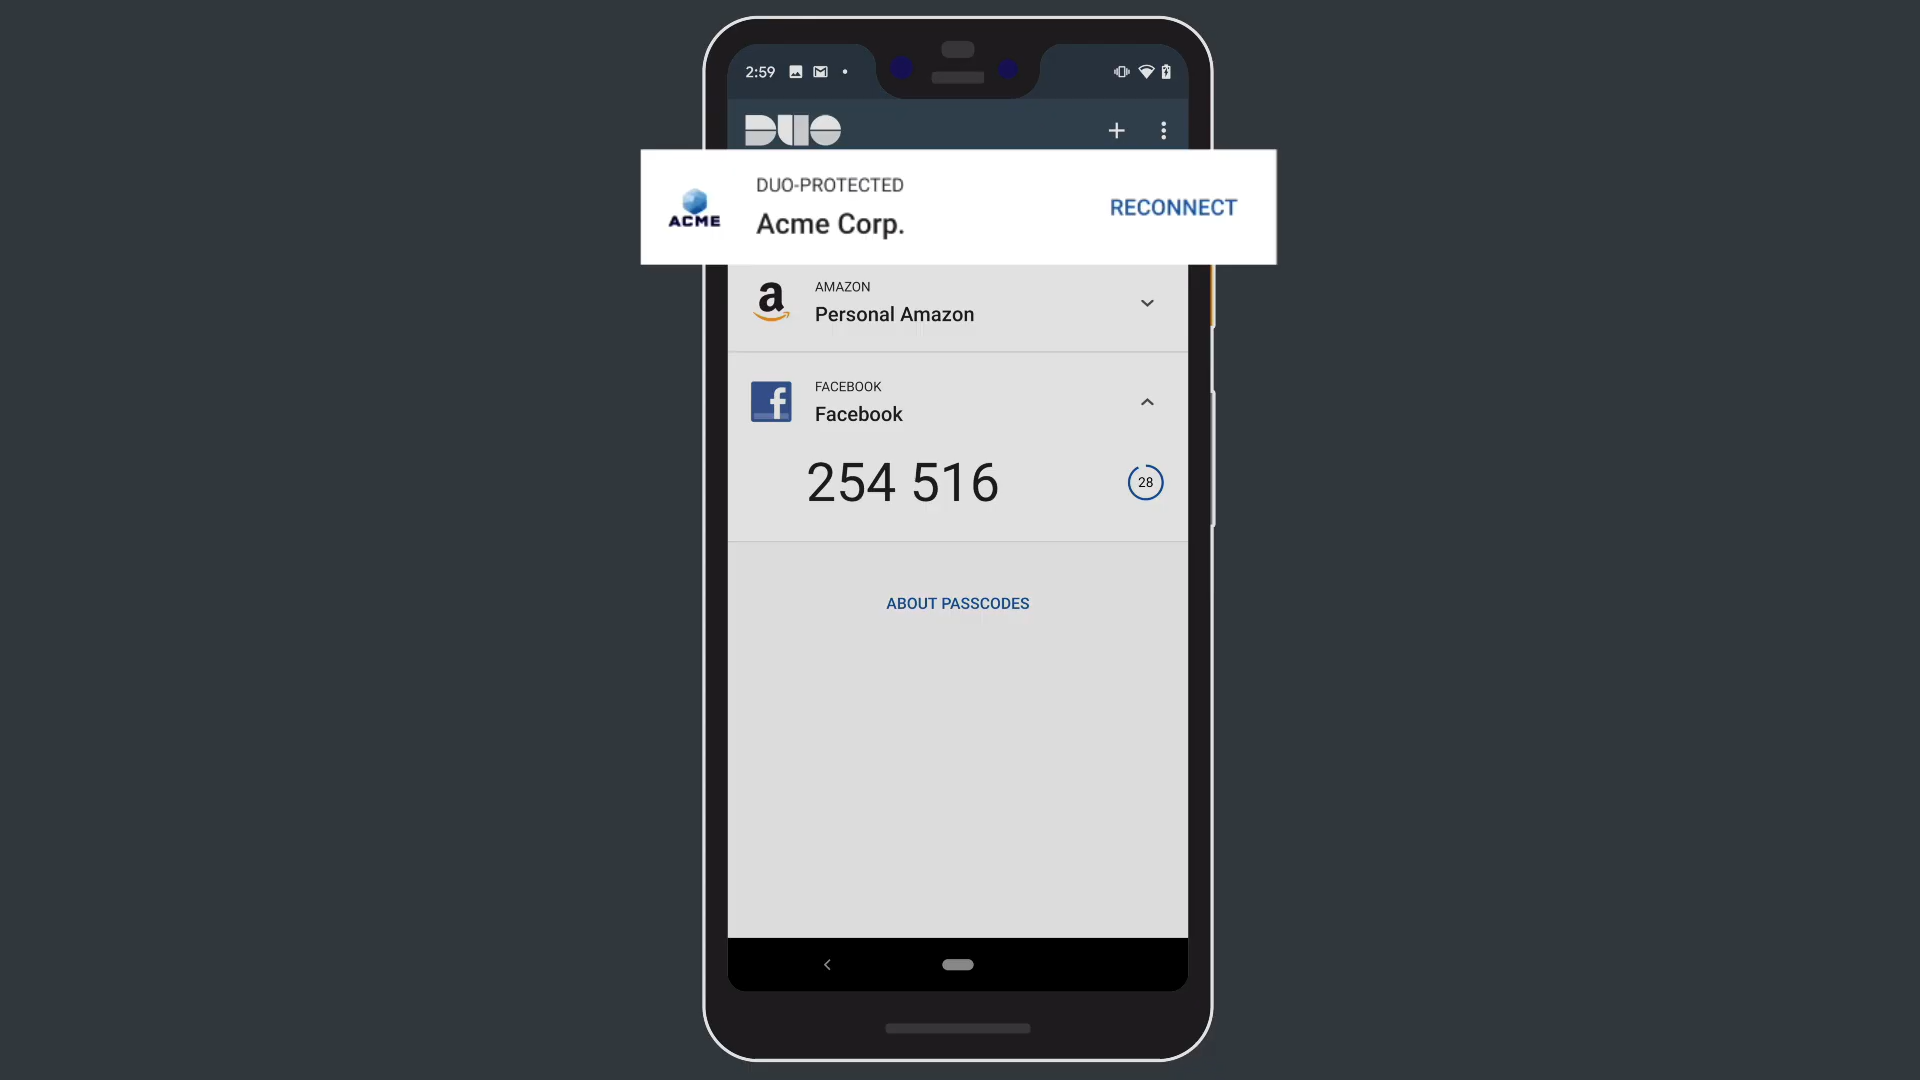 2:59
DUO
DUO-PROTECTED
Acme Corp.
ACME
RECONNECT
AMAZON
Personal Amazon
FACEBOOK
Facebook
254 516
28
ABOUT PASSCODES